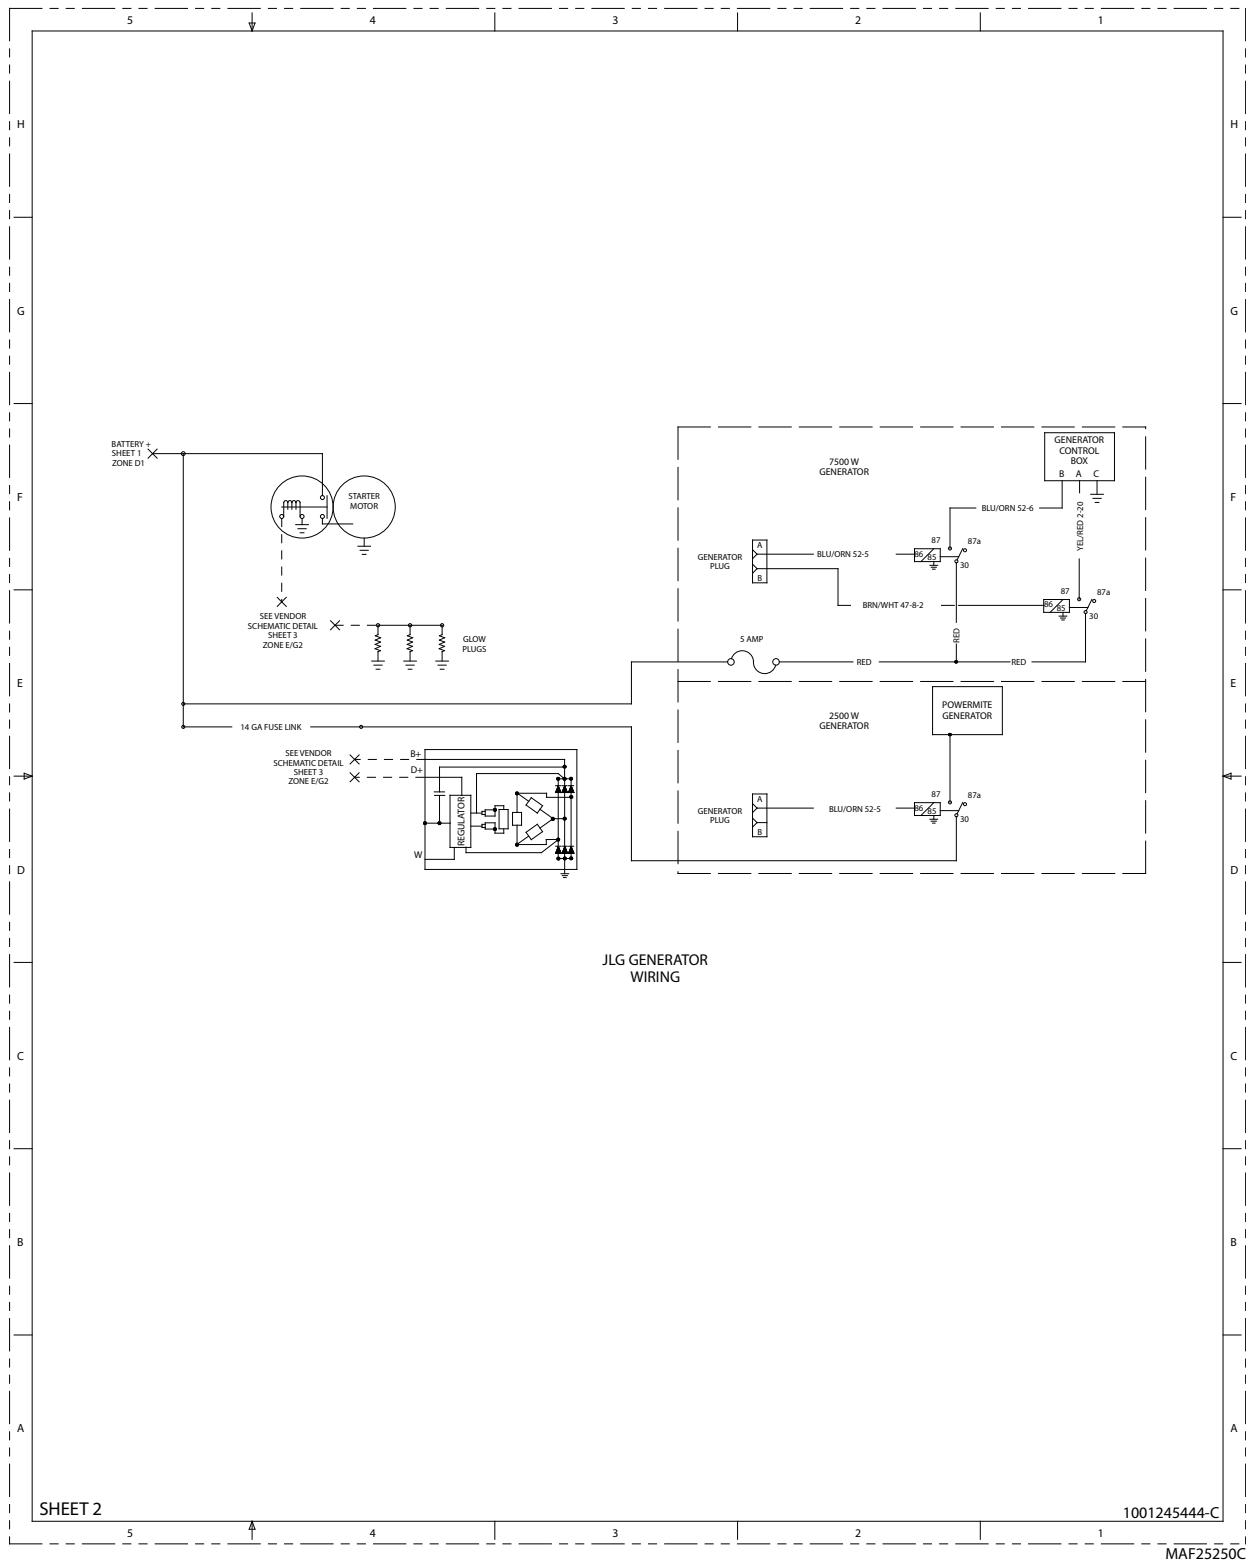 5 4 3 2 1
H H
G G
BATTERY +
SHEET 1
ZONE D1
STARTER
MOTOR
7500 W
GENERATOR
GENERATOR
CONTROL
BOX
B A C
F F
BLU/ORN 52-6
YEL/RED 2-20
GENERATOR
PLUG
A
B
BLU/ORN 52-5
87
87a
86
85
30
BRN/WHT 47-8-2
87
87a
86
85
30
SEE VENDOR
SCHEMATIC DETAIL
SHEET 3
ZONE E/G2
GLOW
PLUGS
5 AMP
RED
RED
RED
E E
14 GA FUSE LINK
2500 W
GENERATOR
POWERMITE
GENERATOR
SEE VENDOR
SCHEMATIC DETAIL
SHEET 3
ZONE E/G2
B+
D+
REGULATOR
W
GENERATOR
PLUG
A
B
BLU/ORN 52-5
87
87a
86
85
30
D D
JLG GENERATOR
WIRING
C C
B B
A A
SHEET 2
1001245444-C
5 4 3 2 1
MAF25250C